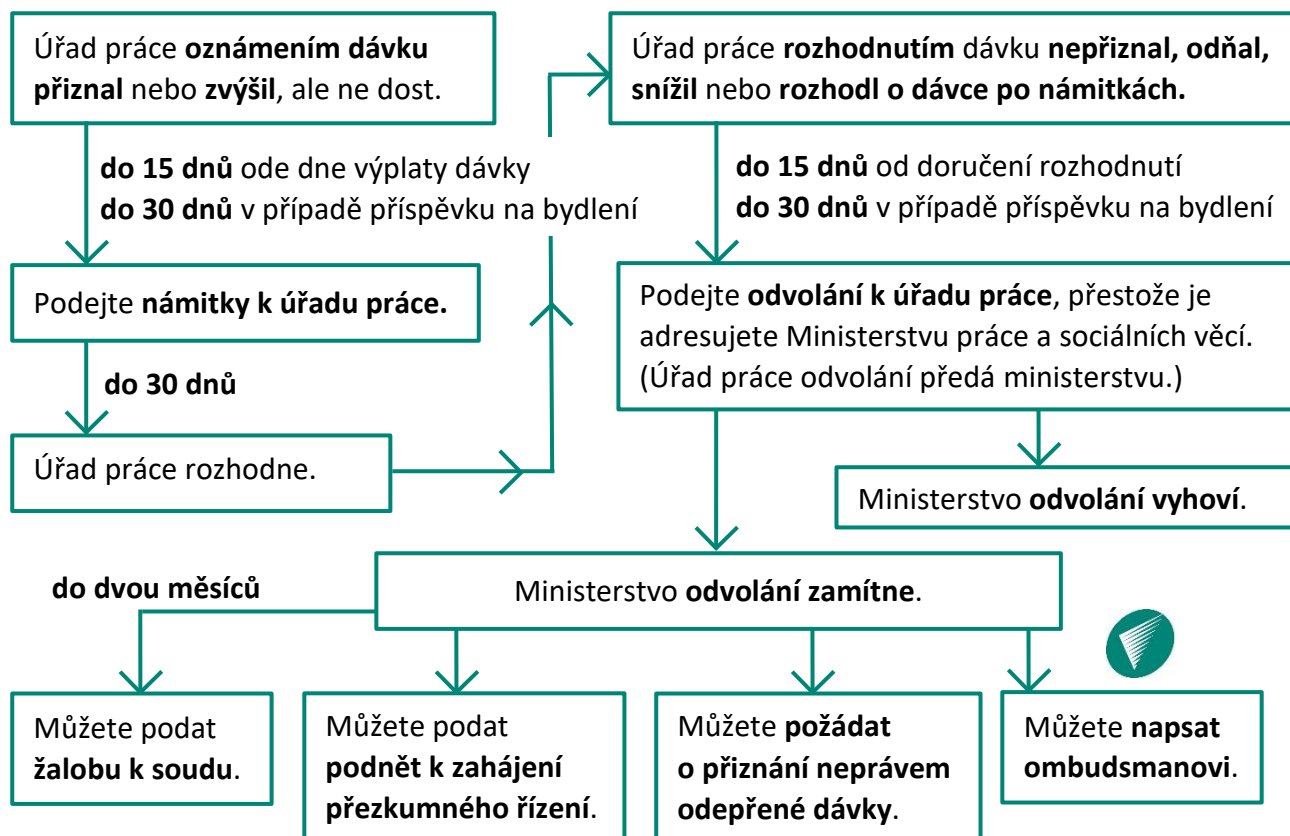 Úřad práce oznámením dávku
přiznal nebo zvýšil, ale ne dost.
do 15 dnů ode dne výplaty dávky
do 30 dnů v případě příspěvku na bydlení
Podejte námitky k úřadu práce.
do 30 dnů
Úřad práce rozhodne.
Úřad práce rozhodnutím dávku nepřiznal, odňal,
snížil nebo rozhodl o dávce po námitkách.
do 15 dnů od doručení rozhodnutí
do 30 dnů v případě příspěvku na bydlení
Podejte odvolání k úřadu práce, přestože je
adresujete Ministerstvu práce a sociálních věcí.
(Úřad práce odvolání předá ministerstvu.)
Ministerstvo odvolání vyhoví.
Ministerstvo odvolání zamítne.
do dvou měsíců
Můžete podat
žalobu k soudu.
Můžete podat
podnět k zahájení
přezkumného řízení.
Můžete požádat
o přiznání neprávem
odepřené dávky.
Můžete napsat
ombudsmanovi.